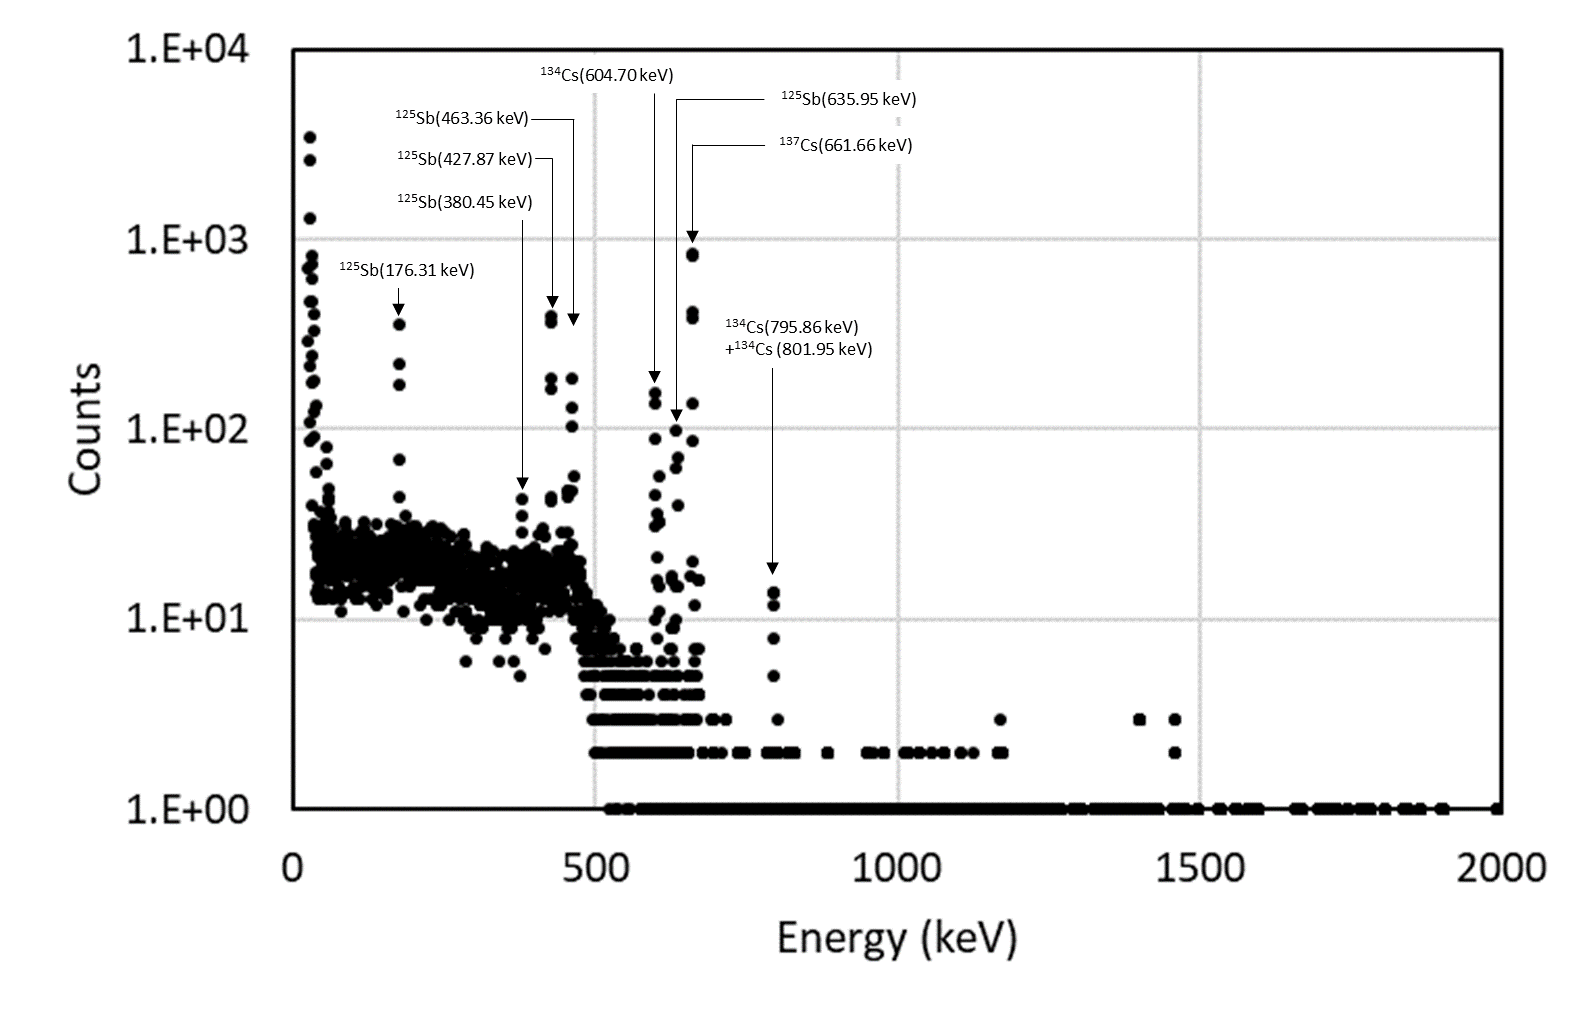 1.E+04
1.E+03
1.E+02
1.E+01
1.E+00
Counts
¹³⁴Cs(604.70 keV)
¹²⁵Sb(635.95 keV)
¹²⁵Sb(463.36 keV)
¹³⁷Cs(661.66 keV)
¹²⁵Sb(427.87 keV)
¹²⁵Sb(380.45 keV)
¹²⁵Sb(176.31 keV)
¹³⁴Cs(795.86 keV)
+¹³⁴Cs (801.95 keV)
0 500 1000 1500 2000
Energy (keV)